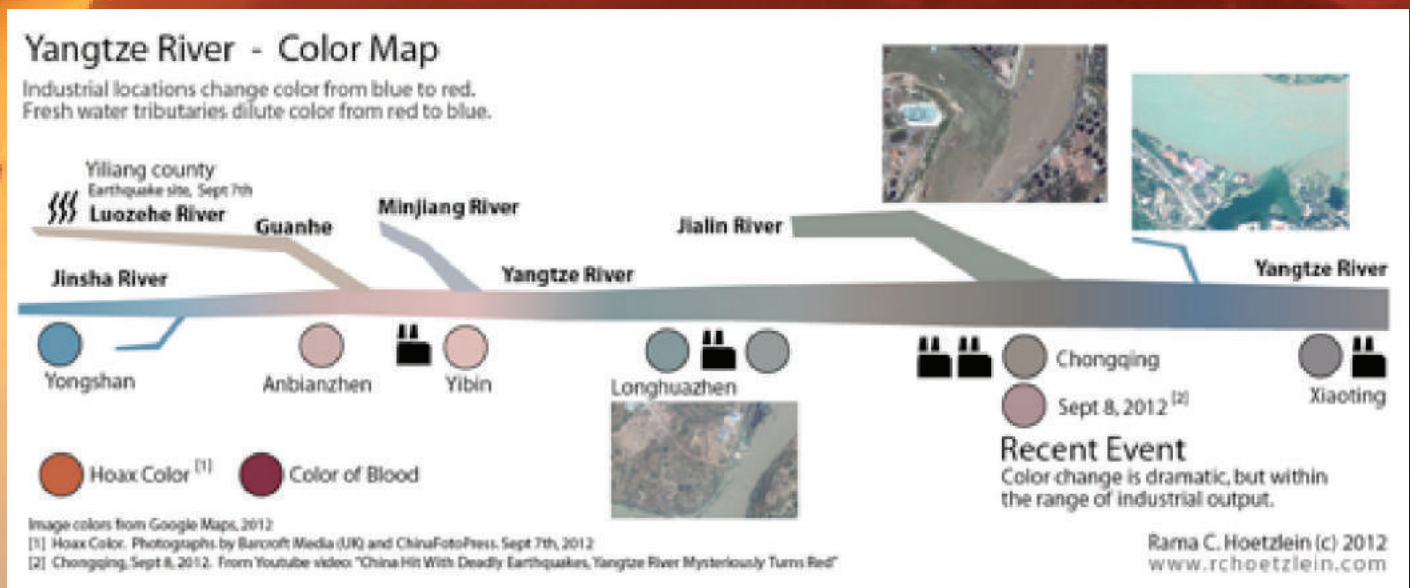 Yangtze River - Color Map
Industrial locations change color from blue to red.
Fresh water tributaries dilute color from red to blue.
Yiliang county
Earthquake site, Sept 7th
Luozehe River
Guanhe
Minjiang River
Jialin River
Jinsha River
Yangtze River
Yangtze River
Yongshan
Anbianzhen
Yibin
Longhuazhen
Chongqing
Sept 8, 2012 [2]
Xiaoting
Hoax Color [1]
Color of Blood
Recent Event
Color change is dramatic, but within
the range of industrial output.
Image colors from Google Maps, 2012
[1] Hoax Color. Photographs by Barcroft Media (UK) and ChinaFotoPress. Sept 7th, 2012
[2] Chongqing, Sept 8, 2012. From Youtube video: "China Hit With Deadly Earthquakes, Yangtze River Mysteriously Turns Red"
Rama C. Hoetzlein (c) 2012
www.rchoetzlein.com